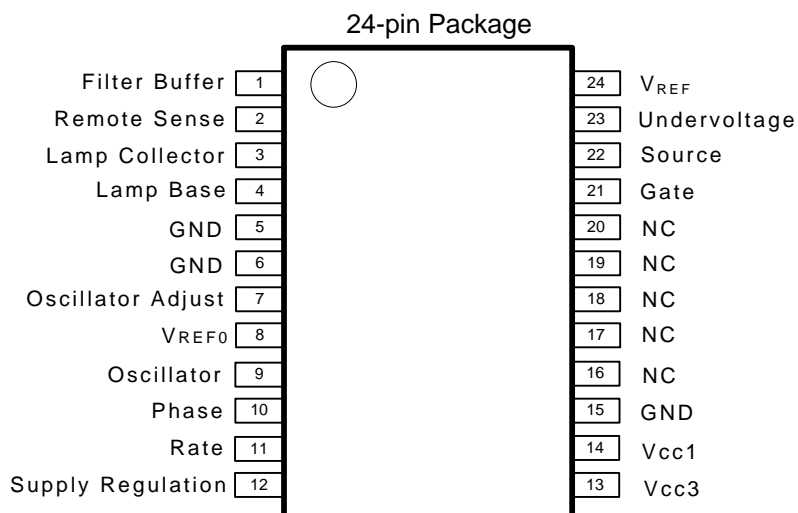 24-pin Package
Filter Buffer 1 24 VREF
Remote Sense 2 23 Undervoltage
Lamp Collector 3 22 Source
Lamp Base 4 21 Gate
GND 5 20 NC
GND 6 19 NC
Oscillator Adjust 7 18 NC
VREF0 8 17 NC
Oscillator 9 16 NC
Phase 10 15 GND
Rate 11 14 Vcc1
Supply Regulation 12 13 Vcc3